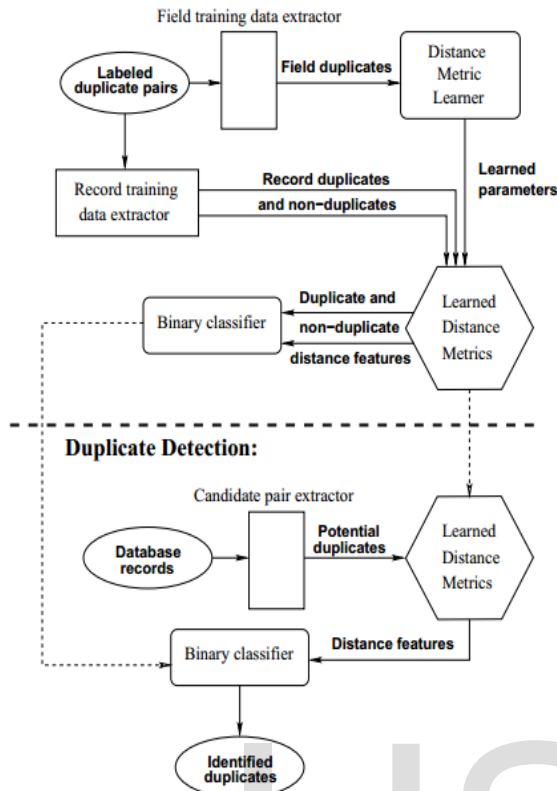 Field training data extractor
Labeled
duplicate pairs
Field duplicates
Distance
Metric
Learner
Learned
parameters
Record training
data extractor
Record duplicates
and non−duplicates
Binary classifier
Duplicate and
non−duplicate
distance features
Learned
Distance
Metrics
Duplicate Detection:
Candidate pair extractor
Database
records
Potential
duplicates
Learned
Distance
Metrics
Binary classifier
Distance features
Identified
duplicates